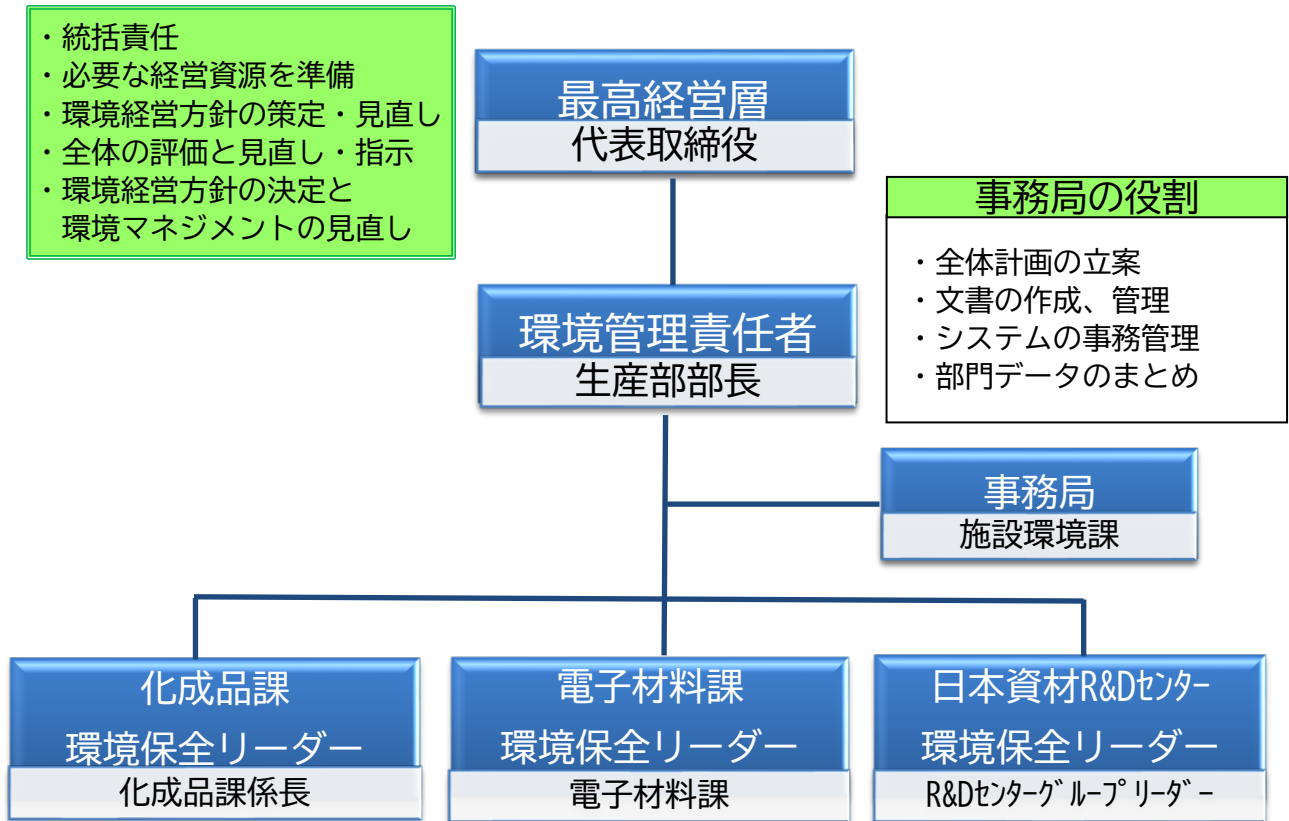 ・統括責任
・必要な経営資源を準備
・環境経営方針の策定・見直し
・全体の評価と見直し・指示
・環境経営方針の決定と
環境マネジメントの見直し
最高経営層
代表取締役
事務局の役割
・全体計画の立案
・文書の作成、管理
・システムの事務管理
・部門データのまとめ
環境管理責任者
生産部部長
事務局
施設環境課
化成品課
環境保全リーダー
化成品課係長
電子材料課
環境保全リーダー
電子材料課
日本資材R&Dセンター
環境保全リーダー
R&Dｾﾝﾀｰｸﾞﾙｰﾌﾟﾘｰﾀﾞｰ